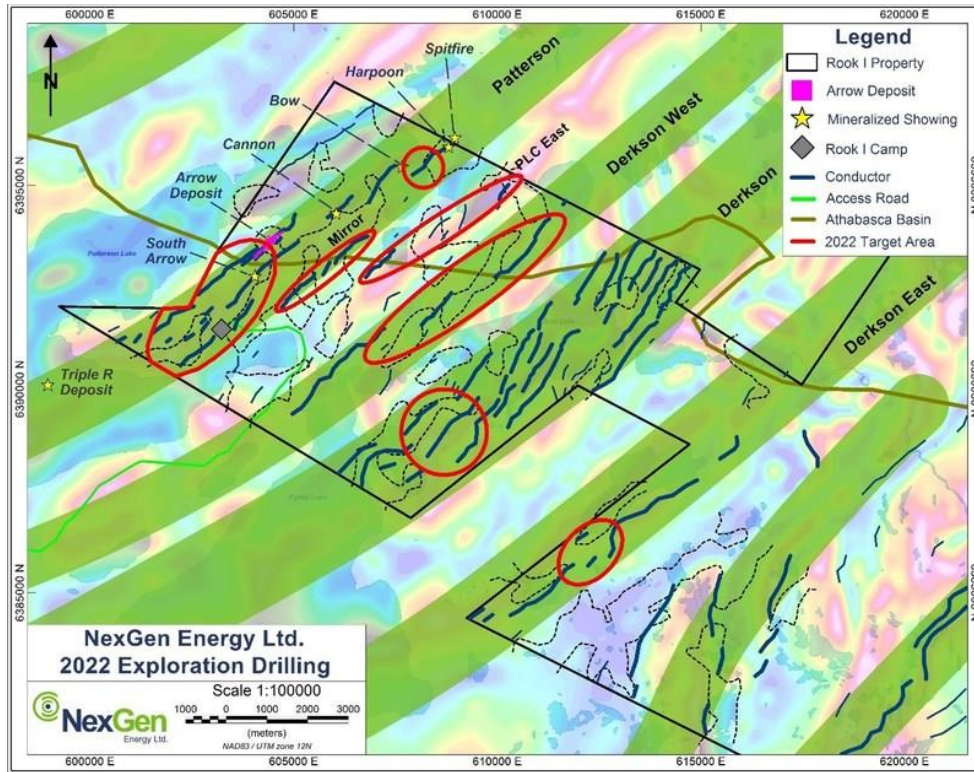 600000 E
605000 E
610000 E
615000 E
620000 E
N
Spitfire
Harpoon
Bow
Cannon
Arrow
Deposit
South
Arrow
Patterson Lake
Mirror
Triple R
Deposit
Patterson
PLC East
Derkson West
Derkson
Derkson East
Legend
Rook I Property
Arrow Deposit
Mineralized Showing
Rook I Camp
Conductor
Access Road
Athabasca Basin
2022 Target Area
6395000 N
6390000 N
6385000 N
6395000 N
6390000 N
6385000 N
NexGen Energy Ltd.
2022 Exploration Drilling
NexGen
Energy Ltd.
Scale 1:100000
1000 0 1000 2000 3000
(meters)
NAD83 / UTM zone 12N
600000 E
605000 E
610000 E
615000 E
620000 E